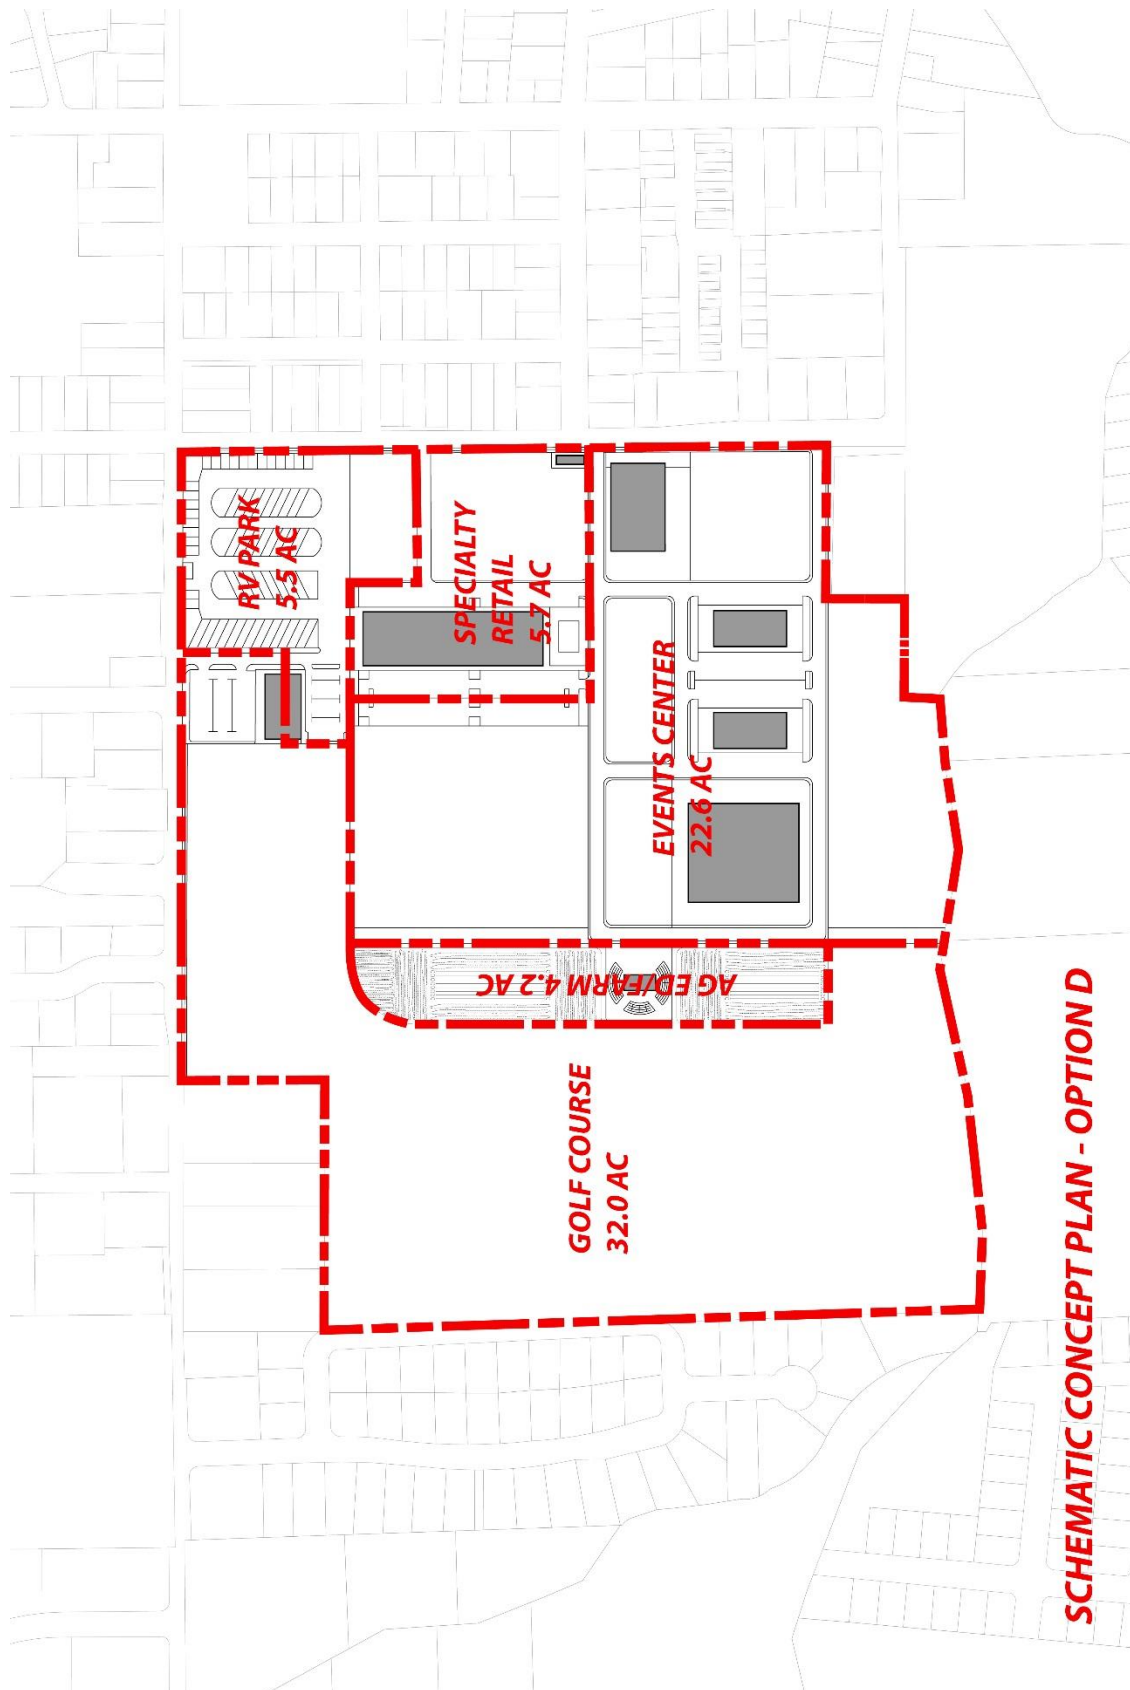 RV PARK
5.5 AC
SPECIALTY
RETAIL
5.7 AC
EVENTS CENTER
22.6 AC
AG ED/FARM 4.2 AC
GOLF COURSE
32.0 AC
SCHEMATIC CONCEPT PLAN - OPTION D